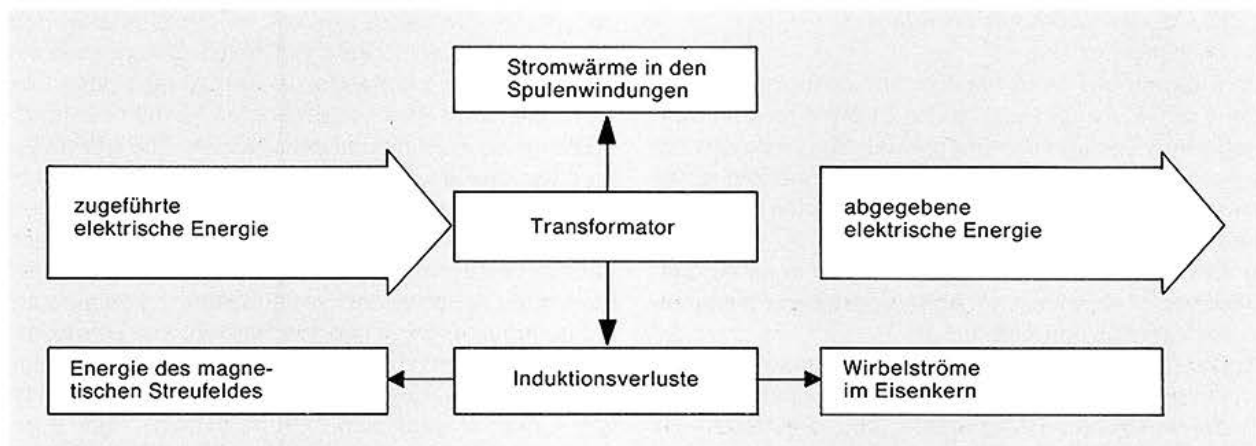 Stromwärme in den
Spulenwindungen
zugeführte
elektrische Energie
Transformator
abgegebene
elektrische Energie
Energie des magne-
tischen Streufeldes
Induktionsverluste
Wirbelströme
im Eisenkern